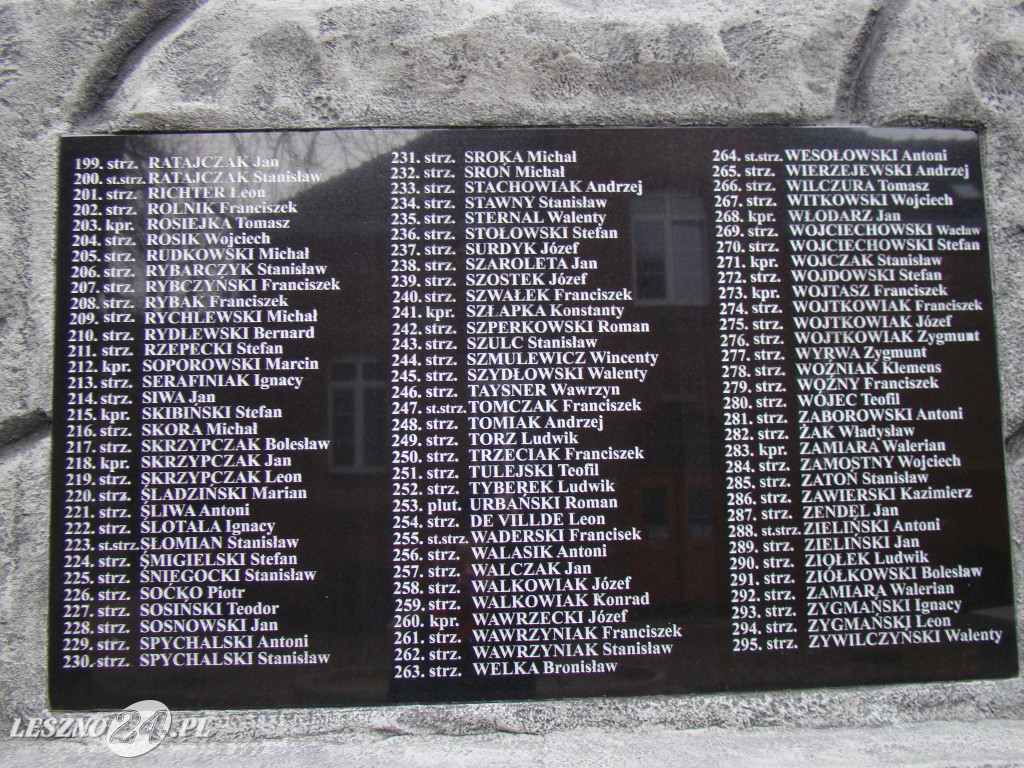 199. strz. RATAJCZAK Jan
200. st.strz. RATAJCZAK Stanisław
201. strz. RICHTER Leon
202. strz. ROLNIK Franciszek
203. kpr. ROSIEJKA Tomasz
204. strz. ROSIK Wojciech
205. strz. RUDKOWSKI Michał
206. strz. RYBARCZYK Stanisław
207. strz. RYBCZYŃSKI Franciszek
208. strz. RYBAK Franciszek
209. strz. RYCHLEWSKI Michał
210. strz. RYDLEWSKI Bernard
211. strz. RZEPECKI Stefan
212. kpr. SOPOROWSKI Marcin
213. strz. SERAFINIAK Ignacy
214. strz. SIWA Jan
215. kpr. SKIBIŃSKI Stefan
216. strz. SKORA Michał
217. strz. SKRZYPCZAK Bolesław
218. kpr. SKRZYPCZAK Jan
219. strz. SKRZYPCZAK Leon
220. strz. ŚLADZIŃSKI Marian
221. strz. ŚLIWA Antoni
222. strz. ŚLOTALA Ignacy
223. st.strz. SŁOMIAN Stanisław
224. strz. ŚMIGIELSKI Stefan
225. strz. ŚNIEGOCKI Stanisław
226. strz. SOĆKO Piotr
227. strz. SOSIŃSKI Teodor
228. strz. SOSNOWSKI Jan
229. strz. SPYCHALSKI Antoni
230. strz. SPYCHALSKI Stanisław
231. strz. SROKA Michał
232. strz. SROŃ Michał
233. strz. STACHOWIAK Andrzej
234. strz. STAWNY Stanisław
235. strz. STERNAL Walenty
236. strz. STOŁOWSKI Stefan
237. strz. SURDYK Józef
238. strz. SZAROLETA Jan
239. strz. SZOSTEK Józef
240. strz. SZWAŁEK Franciszek
241. kpr. SZŁAPKA Konstanty
242. strz. SZPERKOWSKI Roman
243. strz. SZULC Stanisław
244. strz. SZMULEWICZ Wincenty
245. strz. SZYDŁOWSKI Walenty
246. strz. TAYSNER Wawrzyn
247. st.strz. TOMCZAK Franciszek
248. strz. TOMIAK Andrzej
249. strz. TORZ Ludwik
250. strz. TRZECIAK Franciszek
251. strz. TULEJSKI Teofil
252. strz. TYBEREK Ludwik
253. plut. URBAŃSKI Roman
254. strz. DE VILLDE Leon
255. st.strz. WADERSKI Francisek
256. strz. WALASIK Antoni
257. strz. WALCZAK Jan
258. strz. WALKOWIAK Józef
259. strz. WALKOWIAK Konrad
260. kpr. WAWRZECKI Józef
261. strz. WAWRZYNIAK Franciszek
262. strz. WAWRZYNIAK Stanisław
263. strz. WELKA Bronisław
264. st.strz. WESOŁOWSKI Antoni
265. strz. WIERZEJEWSKI Andrzej
266. strz. WILCZURA Tomasz
267. strz. WITKOWSKI Wojciech
268. kpr. WŁODARZ Jan
269. strz. WOJCIECHOWSKI Wacław
270. strz. WOJCIECHOWSKI Stefan
271. kpr. WOJCZAK Stanisław
272. strz. WOJDOWSKI Stefan
273. kpr. WOJTASZ Franciszek
274. strz. WOJTKOWIAK Franciszek
275. strz. WOJTKOWIAK Józef
276. strz. WOJTKOWIAK Zygmunt
277. strz. WYRWA Zygmunt
278. strz. WOŹNIAK Klemens
279. strz. WOŹNY Franciszek
280. strz. WÓJEC Teofil
281. strz. ZABOROWSKI Antoni
282. strz. ŻAK Władysław
283. kpr. ZAMIARA Walerian
284. strz. ZAMOSTNY Wojciech
285. strz. ZATOŃ Stanisław
286. strz. ZAWIERSKI Kazimierz
287. strz. ZENDEL Jan
288. st.strz. ZIELIŃSKI Antoni
289. strz. ZIELIŃSKI Jan
290. strz. ZIOŁEK Ludwik
291. strz. ZIÓŁKOWSKI Bolesław
292. strz. ZAMIARA Walerian
293. strz. ZYGMAŃSKI Ignacy
294. strz. ZYGMAŃSKI Leon
295. strz. ZYWILCZYŃSKI Walenty
LESZNO24.PL